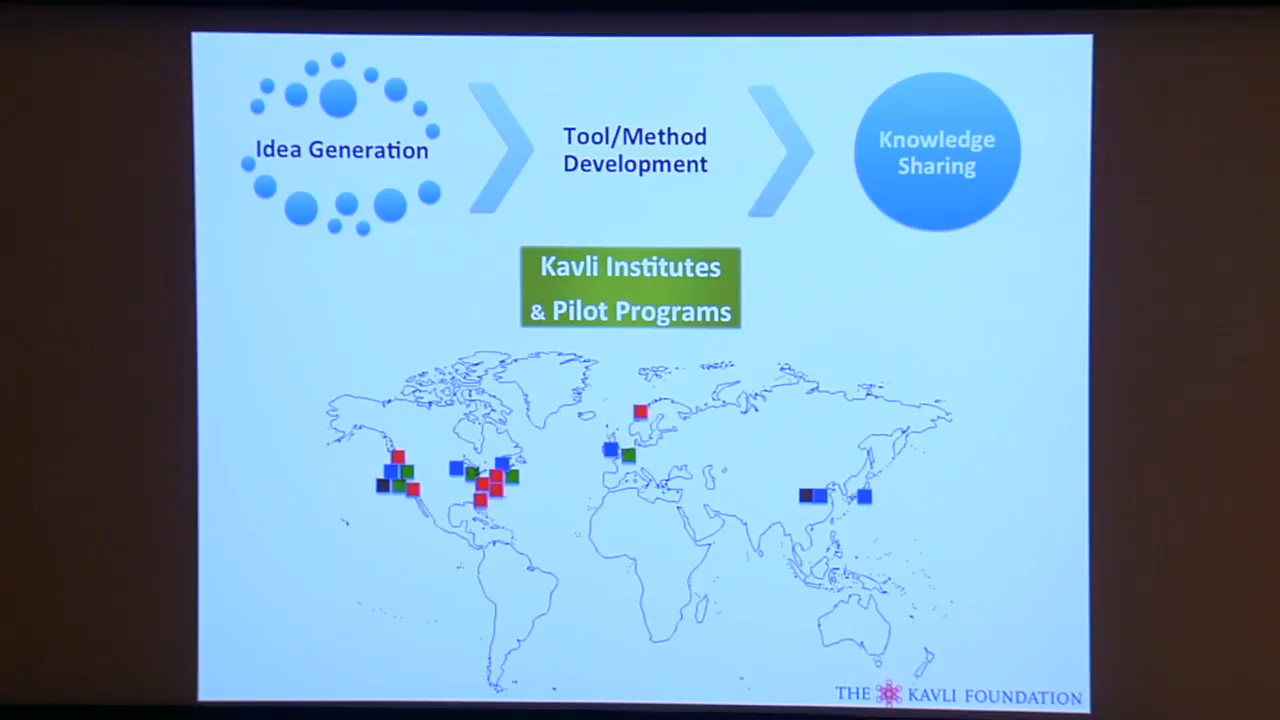 Idea Generation
Tool/Method
Development
Knowledge
Sharing
Kavli Institutes
& Pilot Programs
THE KAVLI FOUNDATION